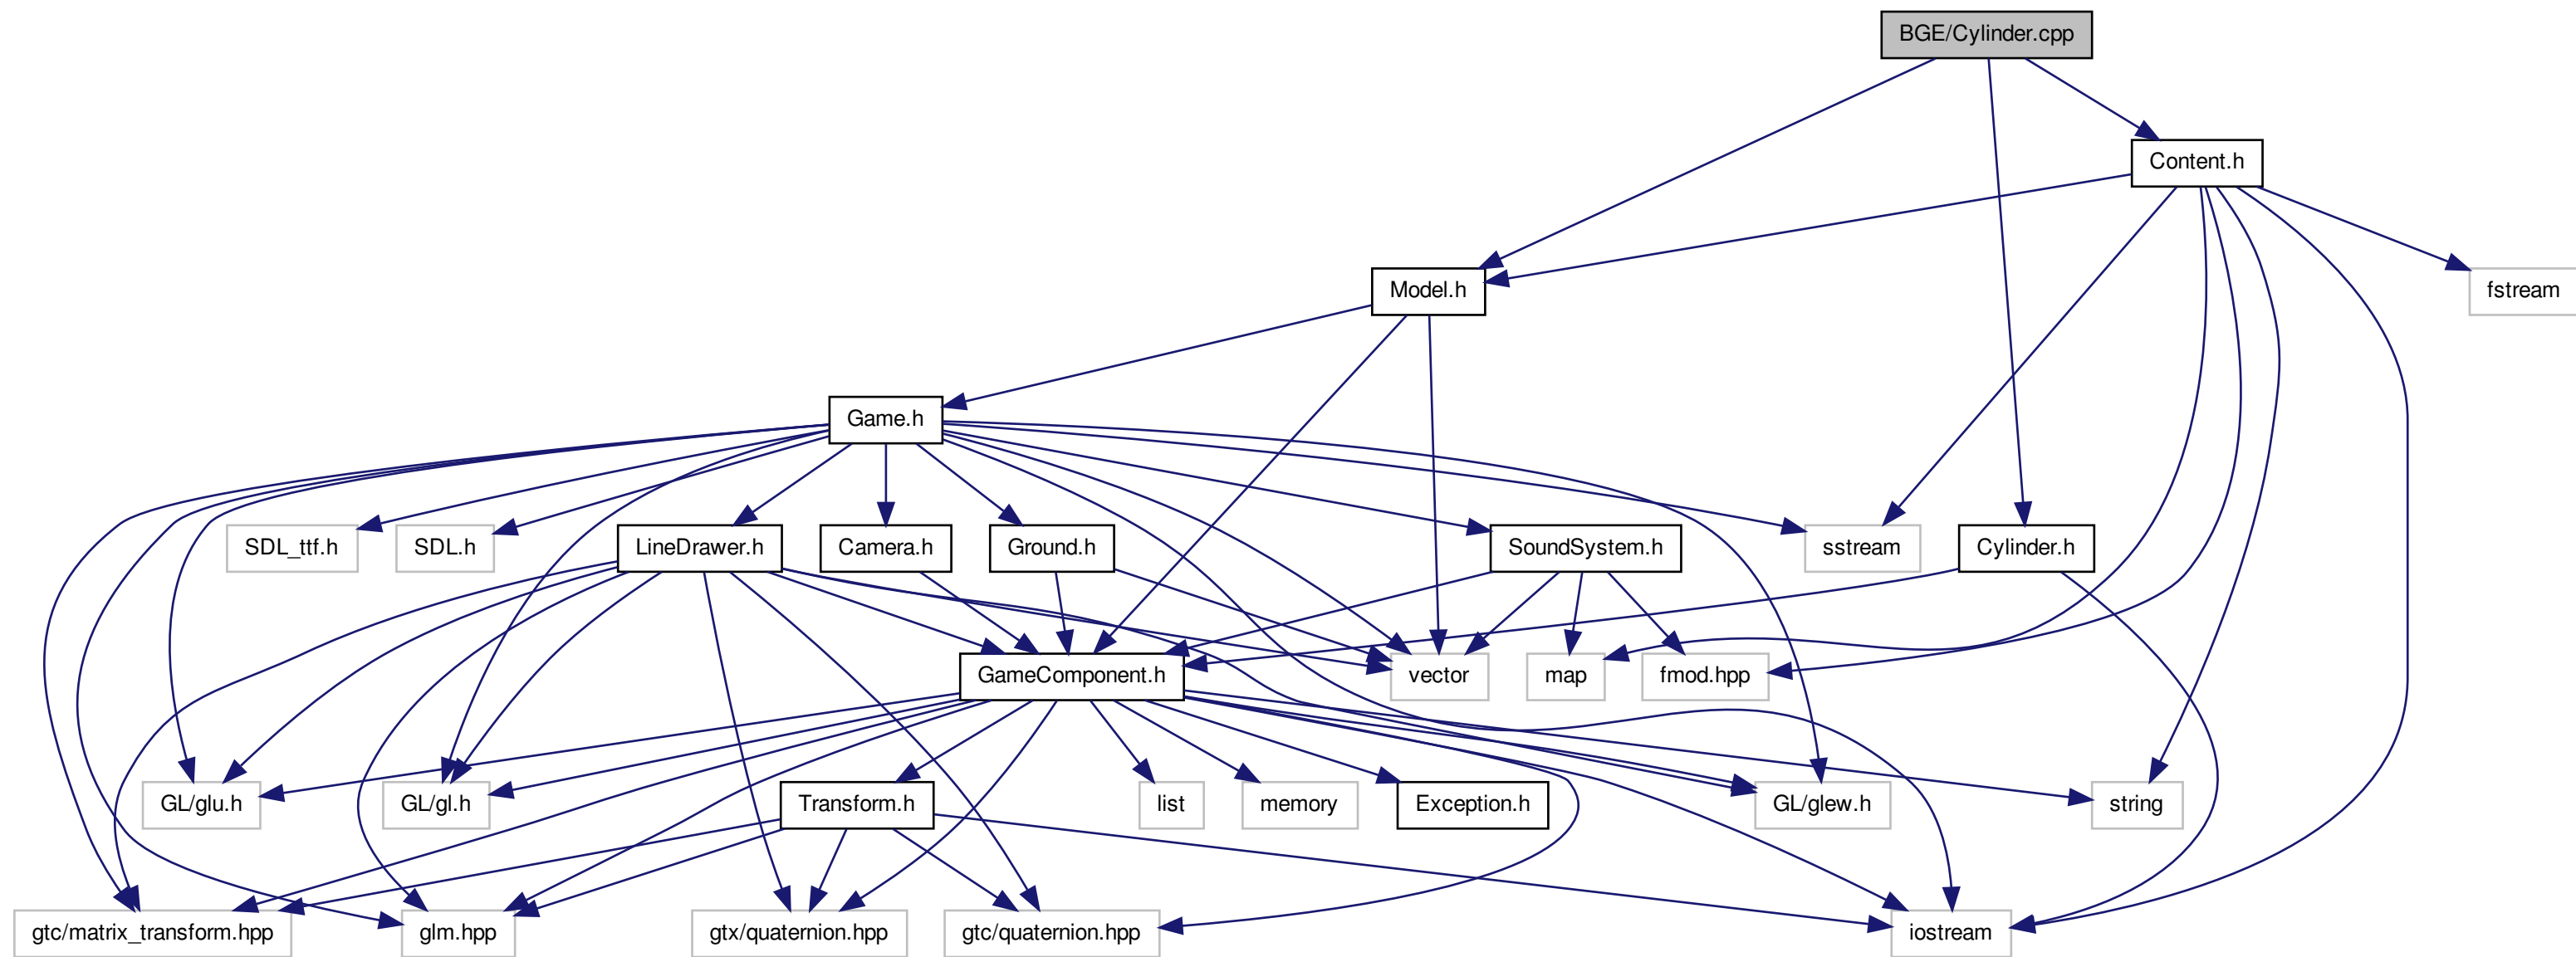 BGE/Cylinder.cpp
Content.h
Model.h
fstream
Game.h
SDL_ttf.h
SDL.h
LineDrawer.h
Camera.h
Ground.h
SoundSystem.h
sstream
Cylinder.h
GameComponent.h
vector
map
fmod.hpp
GL/glu.h
GL/gl.h
Transform.h
list
memory
Exception.h
GL/glew.h
string
gtc/matrix_transform.hpp
glm.hpp
gtx/quaternion.hpp
gtc/quaternion.hpp
iostream